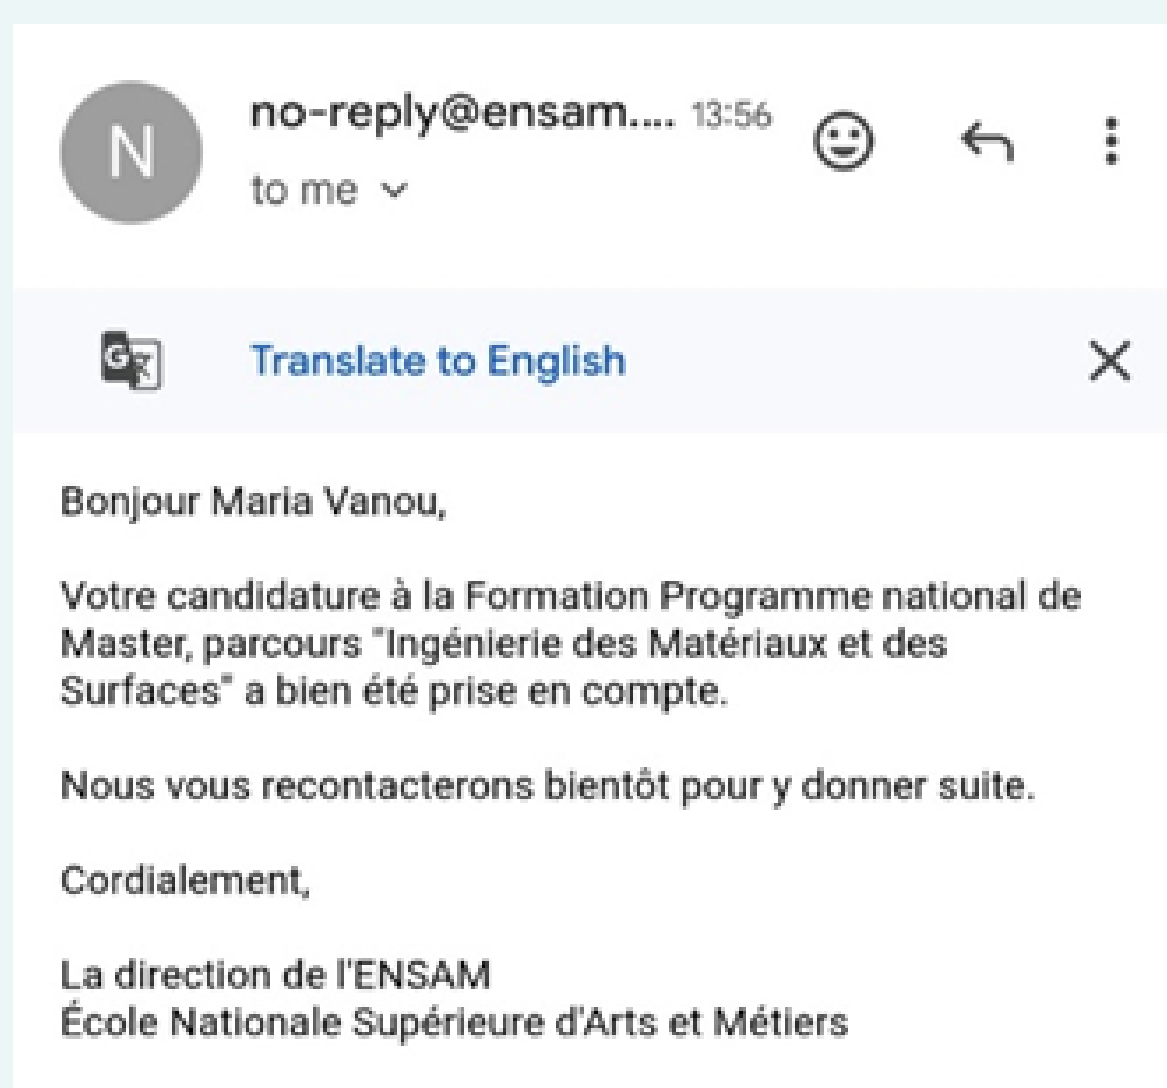 N
no-reply@ensam.... 13:56
to me
Translate to English
Bonjour Maria Vanou,
Votre candidature à la Formation Programme national de
Master, parcours "Ingénierie des Matériaux et des
Surfaces" a bien été prise en compte.
Nous vous recontacterons bientôt pour y donner suite.
Cordialement,
La direction de l'ENSAM
École Nationale Supérieure d'Arts et Métiers